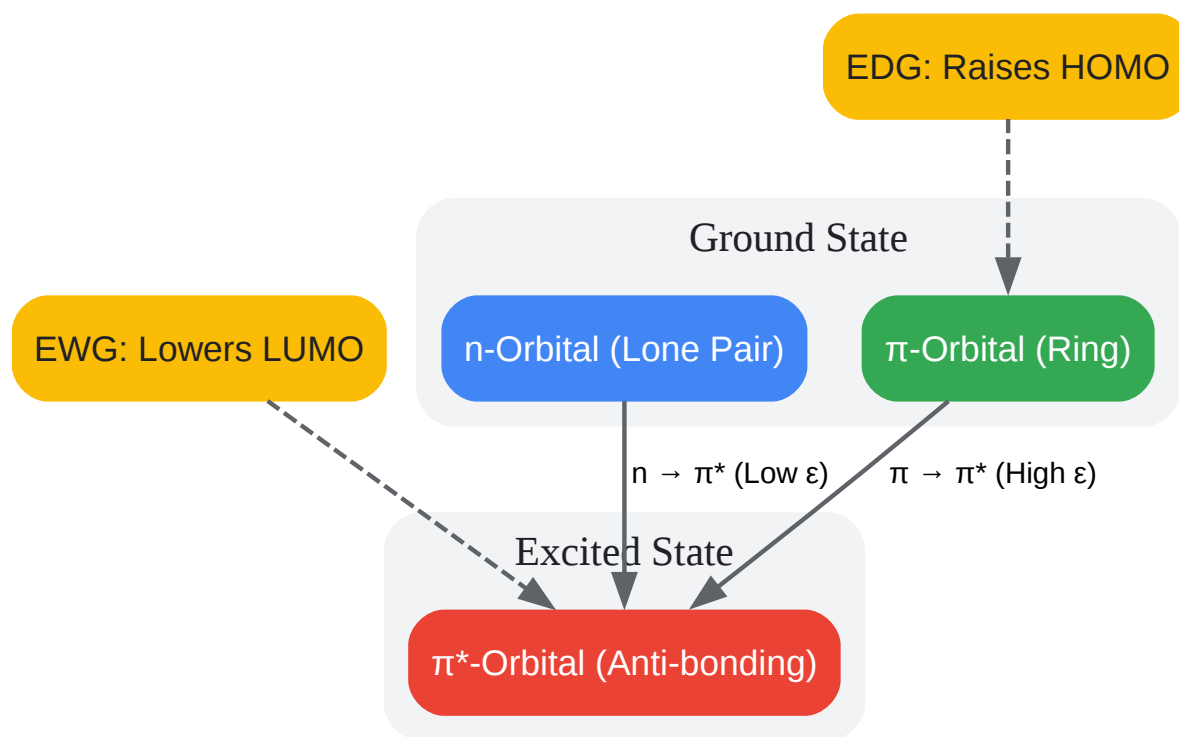 EDG: Raises HOMO
Ground State
EWG: Lowers LUMO
n-Orbital (Lone Pair)
π-Orbital (Ring)
n → π* (Low ε)
π → π* (High ε)
Excited State
π*-Orbital (Anti-bonding)